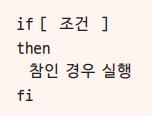 if [ 조건 ]
then
참인 경우 실행
fi